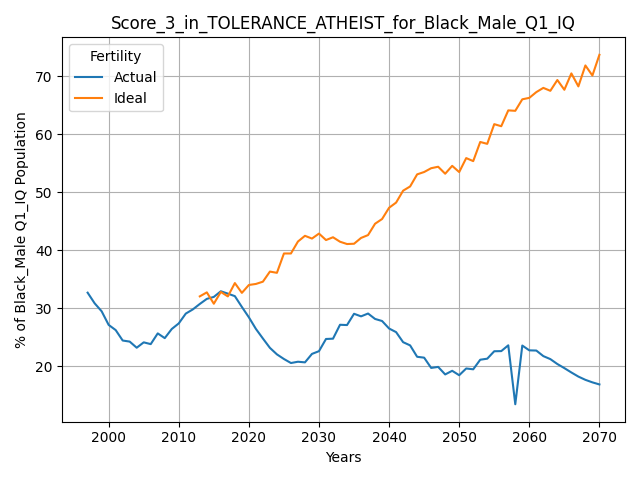 Score_3_in_TOLERANCE_ATHEIST_for_Black_Male_Q1_IQ
Fertility
Actual
Ideal
% of Black_Male Q1_IQ Population
70
60
50
40
30
20
2000
2010
2020
2030
2040
2050
2060
2070
Years